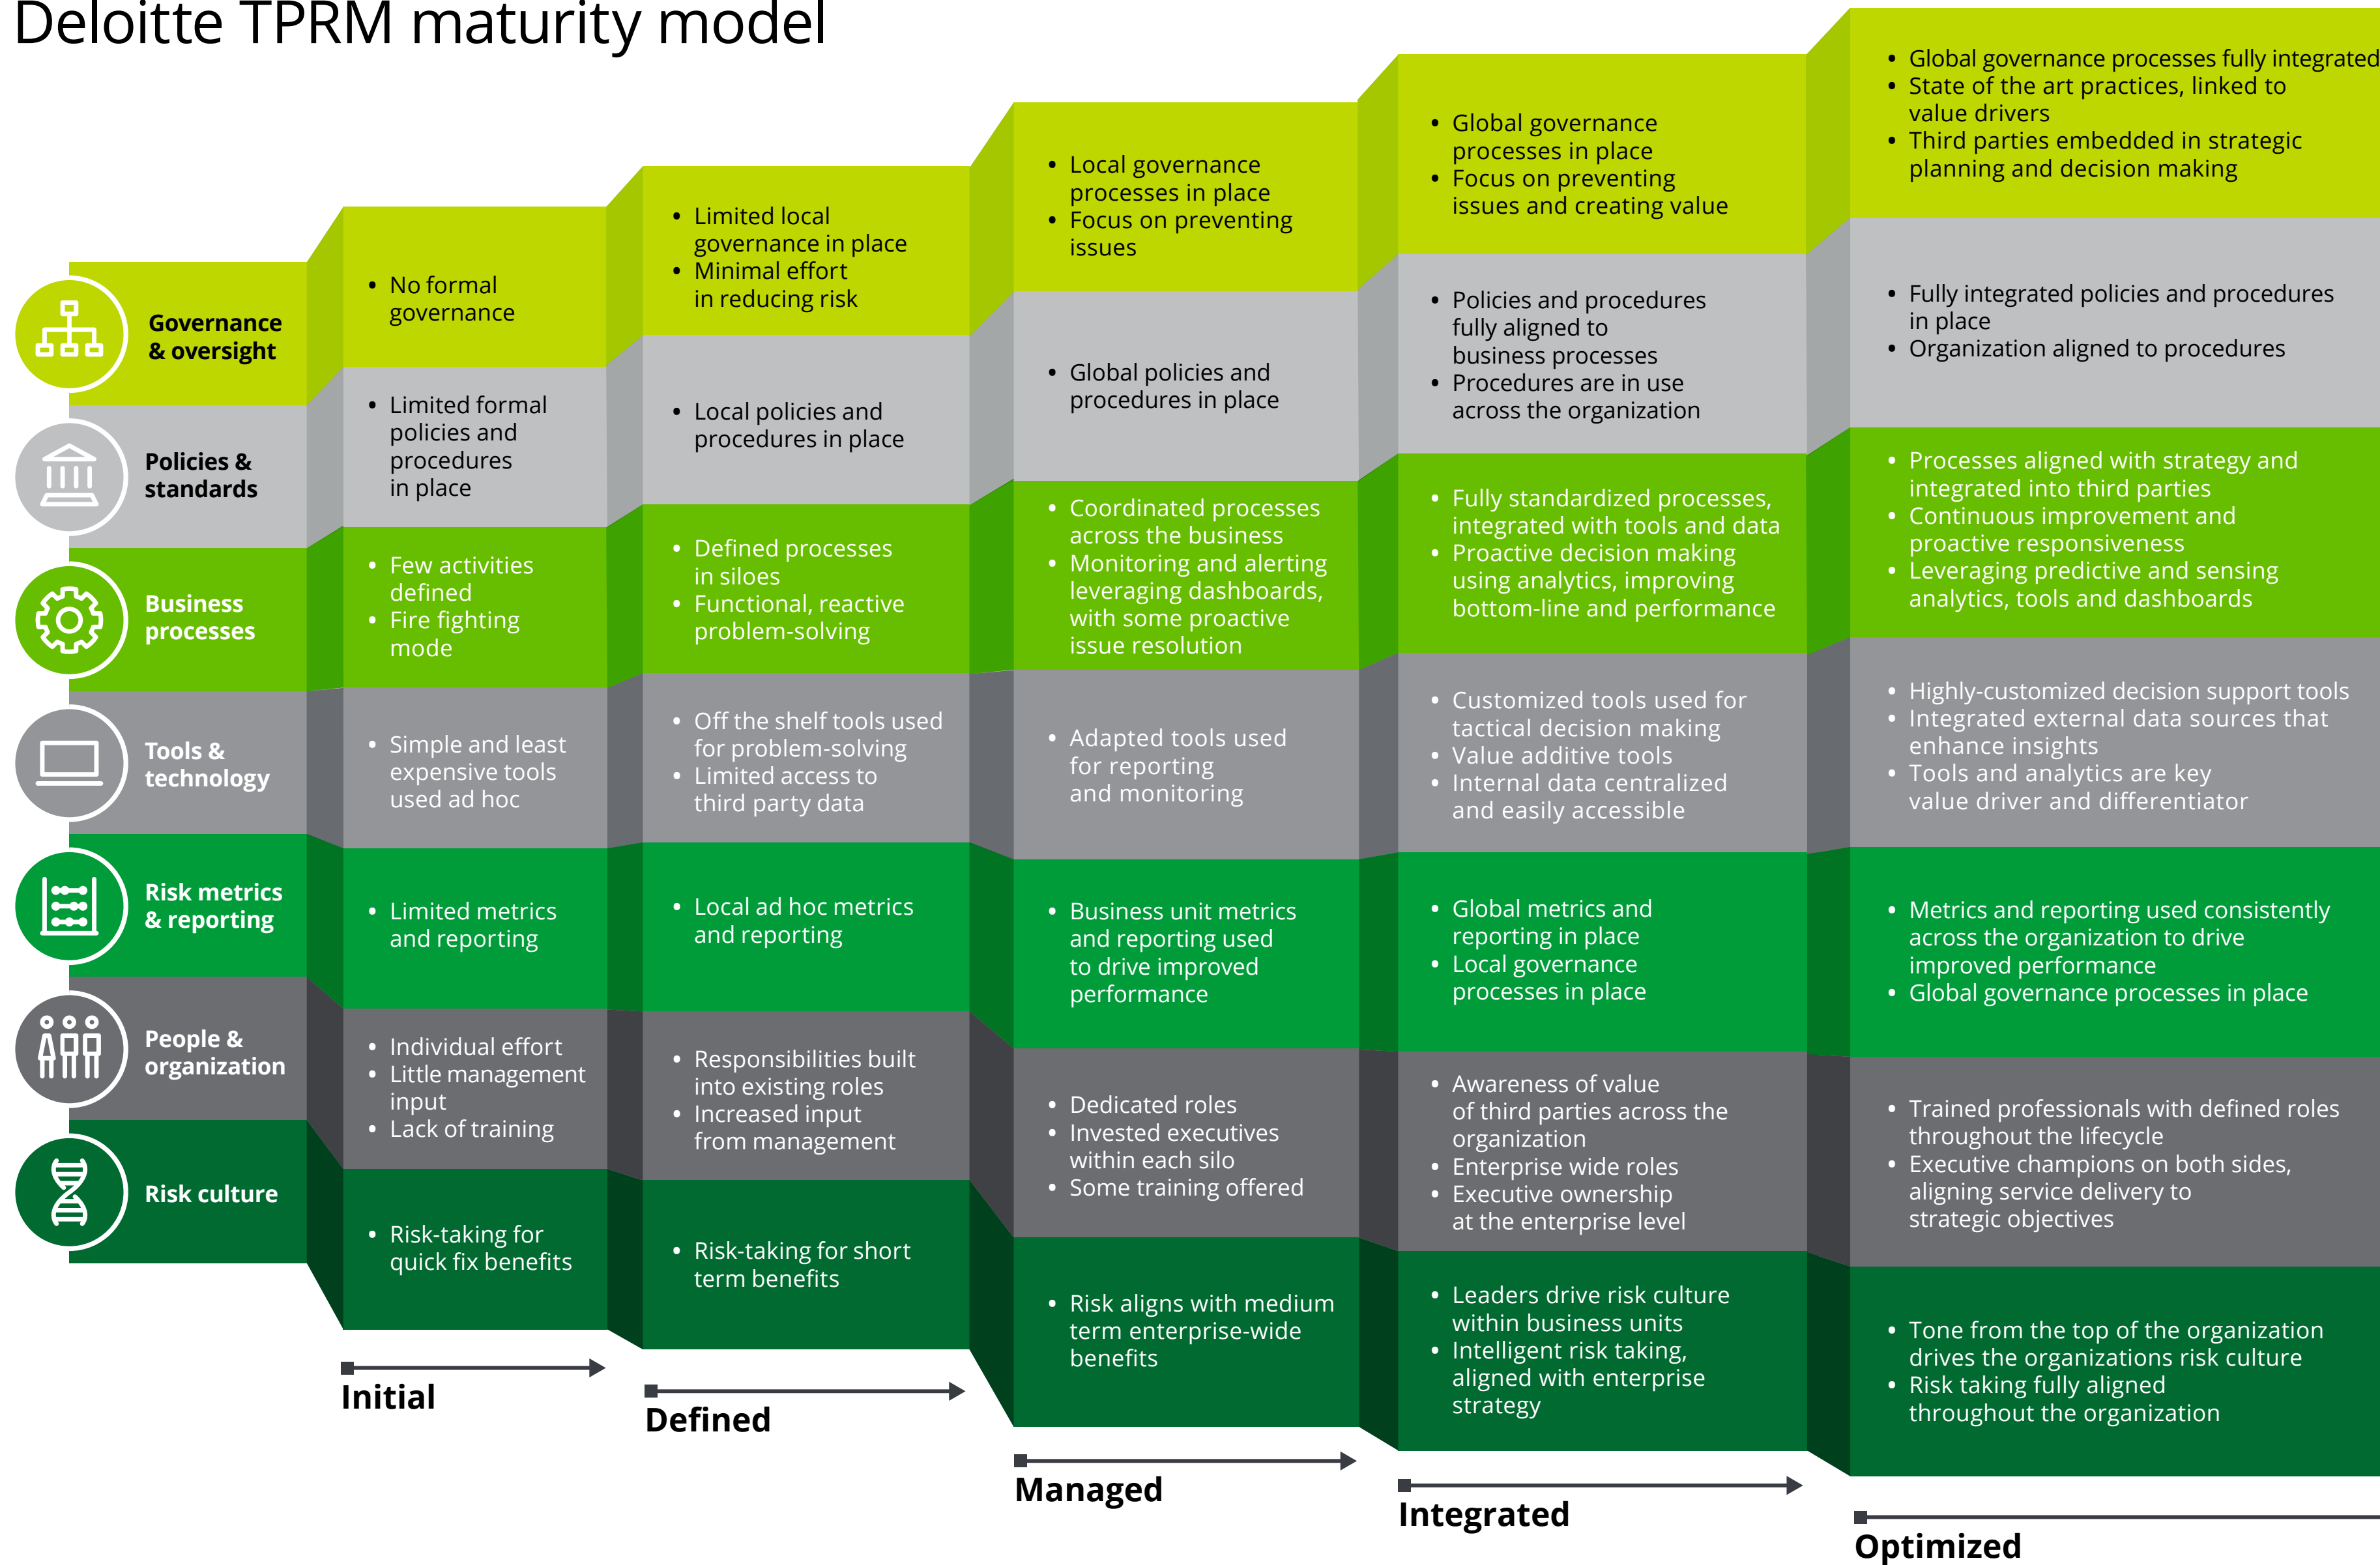 Deloitte TPRM maturity model
Governance
& oversight
• No formal
governance
• Limited local
governance in place
• Minimal effort
in reducing risk
• Local governance
processes in place
• Focus on preventing
issues
• Global governance
processes in place
• Focus on preventing
issues and creating value
• Global governance processes fully integrated
• State of the art practices, linked to
value drivers
• Third parties embedded in strategic
planning and decision making
Policies &
standards
• Limited formal
policies and
procedures
in place
• Local policies and
procedures in place
• Global policies and
procedures in place
• Policies and procedures
fully aligned to
business processes
• Procedures are in use
across the organization
• Fully integrated policies and procedures
in place
• Organization aligned to procedures
Business
processes
• Few activities
defined
• Fire fighting
mode
• Defined processes
in siloes
• Functional, reactive
problem-solving
• Coordinated processes
across the business
• Monitoring and alerting
leveraging dashboards,
with some proactive
issue resolution
• Fully standardized processes,
integrated with tools and data
• Proactive decision making
using analytics, improving
bottom-line and performance
• Processes aligned with strategy and
integrated into third parties
• Continuous improvement and
proactive responsiveness
• Leveraging predictive and sensing
analytics, tools and dashboards
Tools &
technology
• Simple and least
expensive tools
used ad hoc
• Off the shelf tools used
for problem-solving
• Limited access to
third party data
• Adapted tools used
for reporting
and monitoring
• Customized tools used for
tactical decision making
• Value additive tools
• Internal data centralized
and easily accessible
• Highly-customized decision support tools
• Integrated external data sources that
enhance insights
• Tools and analytics are key
value driver and differentiator
Risk metrics
& reporting
• Limited metrics
and reporting
• Local ad hoc metrics
and reporting
• Business unit metrics
and reporting used
to drive improved
performance
• Global metrics and
reporting in place
• Local governance
processes in place
• Metrics and reporting used consistently
across the organization to drive
improved performance
• Global governance processes in place
People &
organization
• Individual effort
• Little management
input
• Lack of training
• Responsibilities built
into existing roles
• Increased input
from management
• Dedicated roles
• Invested executives
within each silo
• Some training offered
• Awareness of value
of third parties across the
organization
• Enterprise wide roles
• Executive ownership
at the enterprise level
• Trained professionals with defined roles
throughout the lifecycle
• Executive champions on both sides,
aligning service delivery to
strategic objectives
Risk culture
• Risk-taking for
quick fix benefits
• Risk-taking for short
term benefits
• Risk aligns with medium
term enterprise-wide
benefits
• Leaders drive risk culture
within business units
• Intelligent risk taking,
aligned with enterprise
strategy
• Tone from the top of the organization
drives the organizations risk culture
• Risk taking fully aligned
throughout the organization
Initial
Defined
Managed
Integrated
Optimized